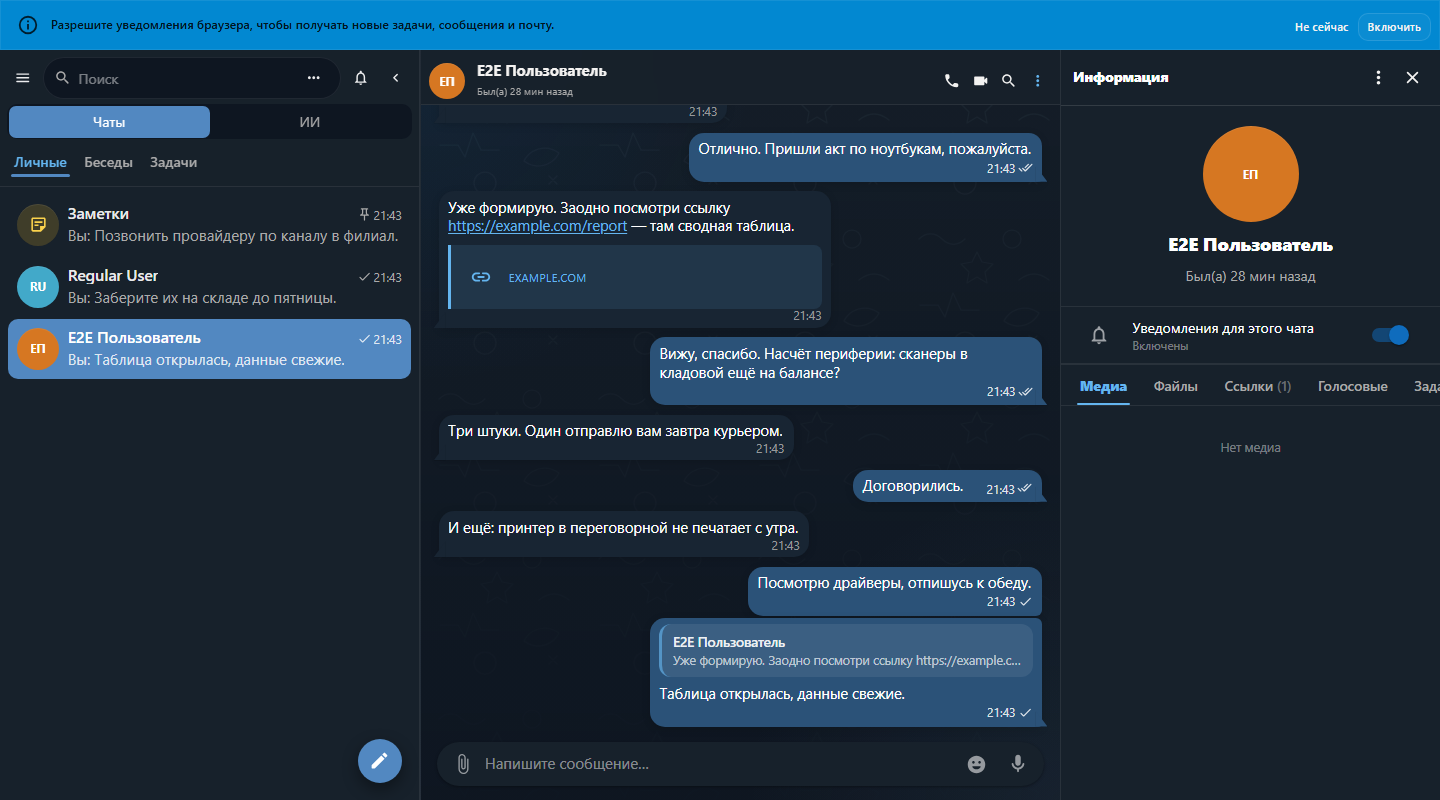 Разрешите уведомления браузера, чтобы получать новые задачи, сообщения и почту.
Не сейчас
Включить
Поиск
Чаты
ИИ
Личные
Беседы
Задачи
Заметки
21:43
Вы: Позвонить провайдеру по каналу в филиал.
RU
Regular User
21:43
Вы: Заберите их на складе до пятницы.
ЕП
E2E Пользователь
21:43
Вы: Таблица открылась, данные свежие.
ЕП
E2E Пользователь
Был(а) 28 мин назад
21:43
Отлично. Пришли акт по ноутбукам, пожалуйста.
21:43
Уже формирую. Заодно посмотри ссылку
https://example.com/report — там сводная таблица.
EXAMPLE.COM
21:43
Вижу, спасибо. Насчёт периферии: сканеры в
кладовой ещё на балансе?
21:43
Три штуки. Один отправлю вам завтра курьером.
21:43
Договорились.
21:43
И ещё: принтер в переговорной не печатает с утра.
21:43
Посмотрю драйверы, отпишусь к обеду.
21:43
E2E Пользователь
Уже формирую. Заодно посмотри ссылку https://example.c...
Таблица открылась, данные свежие.
21:43
Напишите сообщение...
Информация
ЕП
E2E Пользователь
Был(а) 28 мин назад
Уведомления для этого чата
Включены
Медиа
Файлы
Ссылки (1)
Голосовые
Зада
Нет медиа